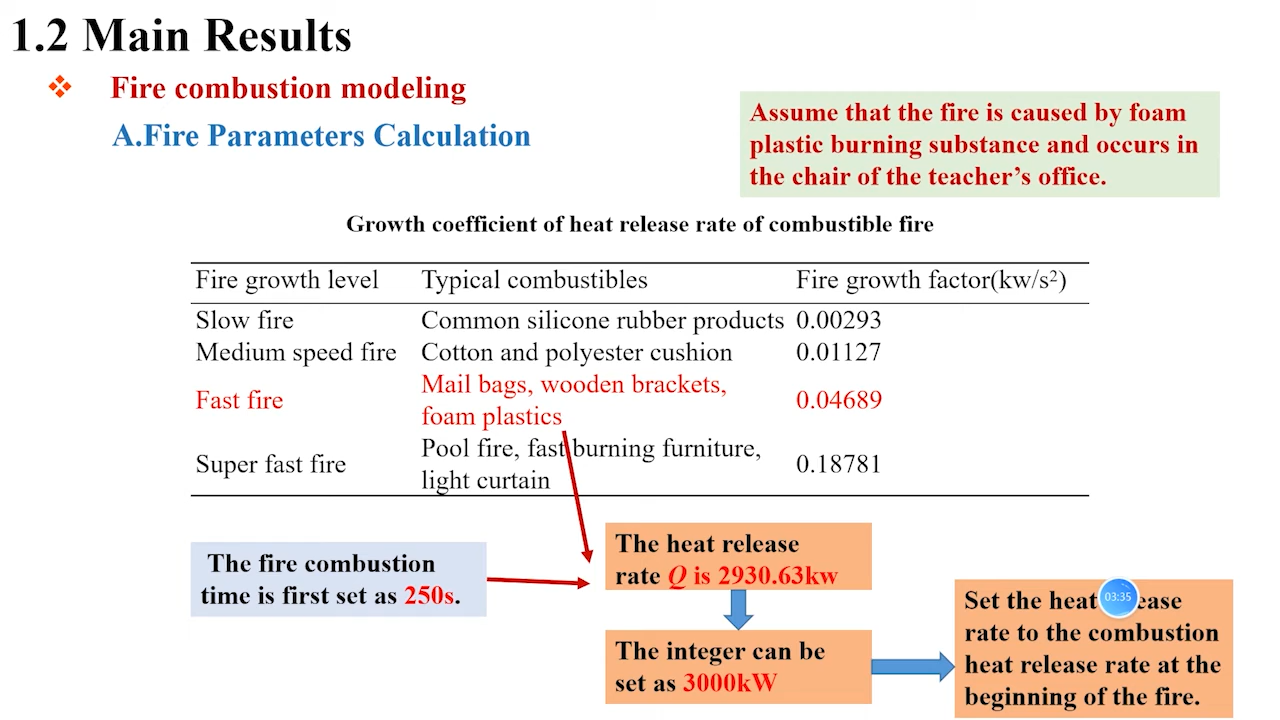 1.2 Main Results
Fire combustion modeling
A.Fire Parameters Calculation
Assume that the fire is caused by foam
plastic burning substance and occurs in
the chair of the teacher's office.
Growth coefficient of heat release rate of combustible fire
Fire growth level Typical combustibles Fire growth factor(kw/s²)
Slow fire Common silicone rubber products 0.00293
Medium speed fire Cotton and polyester cushion 0.01127
Fast fire Mail bags, wooden brackets, 0.04689
foam plastics
Super fast fire Pool fire, fast burning furniture, 0.18781
light curtain
The fire combustion
time is first set as 250s.
The heat release
rate Q is 2930.63kw
The integer can be
set as 3000kW
Set the heat ease
03:35
rate to the combustion
heat release rate at the
beginning of the fire.